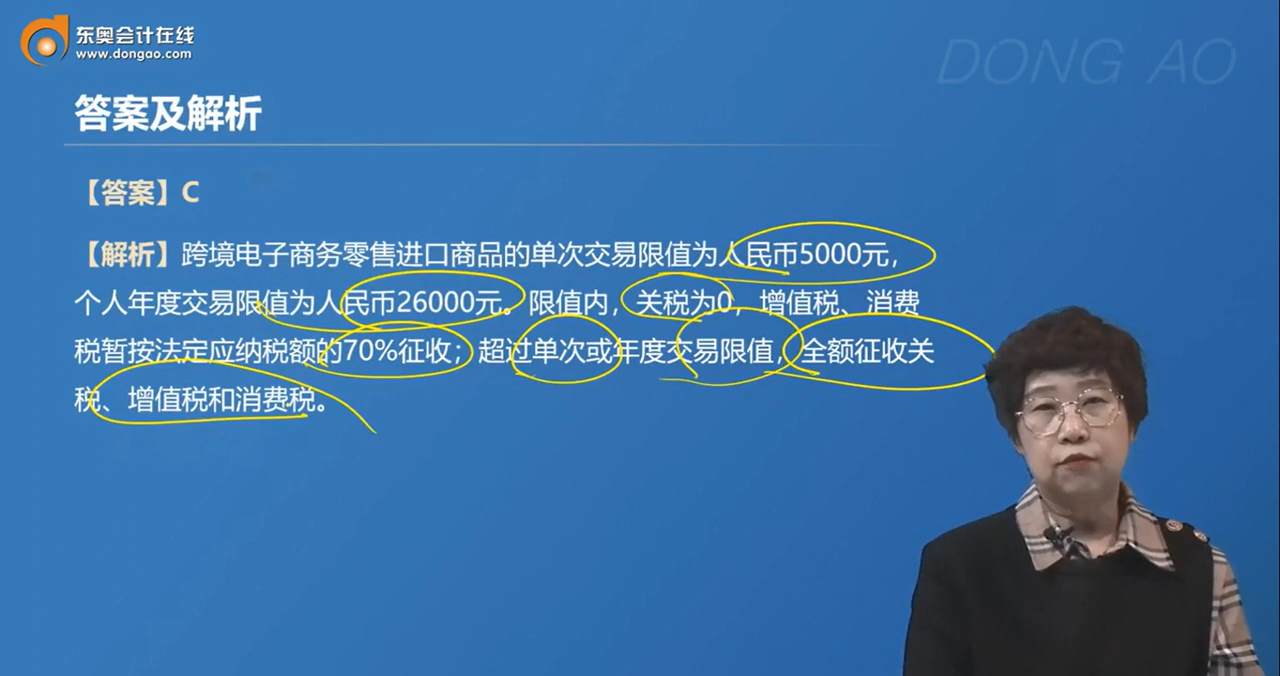 东奥会计在线
www.dongao.com
DONG AO
答案及解析
【答案】C
【解析】跨境电子商务零售进口商品的单次交易限值为人民币5000元，
个人年度交易限值为人民币26000元。限值内，关税为0，增值税、消费
税暂按法定应纳税额的70%征收；超过单次或年度交易限值，全额征收关
税、增值税和消费税。